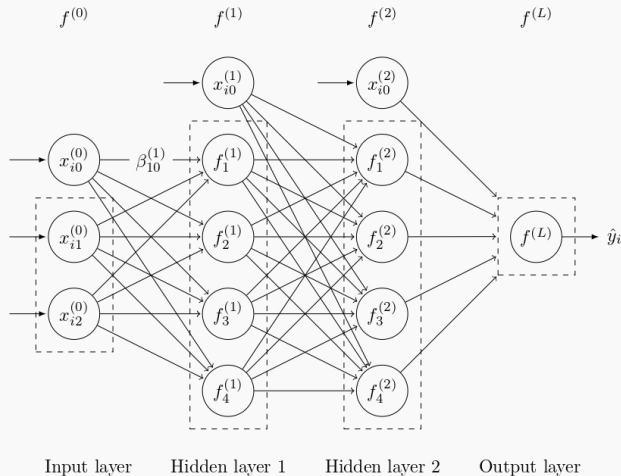 f^{(0)} f^{(1)} f^{(2)} f^{(L)}
x_{i0}^{(1)} x_{i0}^{(2)}
x_{i0}^{(0)} β_{10}^{(1)} f_1^{(1)} f_1^{(2)}
x_{i1}^{(0)} f_2^{(1)} f_2^{(2)} f^{(L)} ŷ_i
x_{i2}^{(0)} f_3^{(1)} f_3^{(2)}
f_4^{(1)} f_4^{(2)}
Input layer Hidden layer 1 Hidden layer 2 Output layer